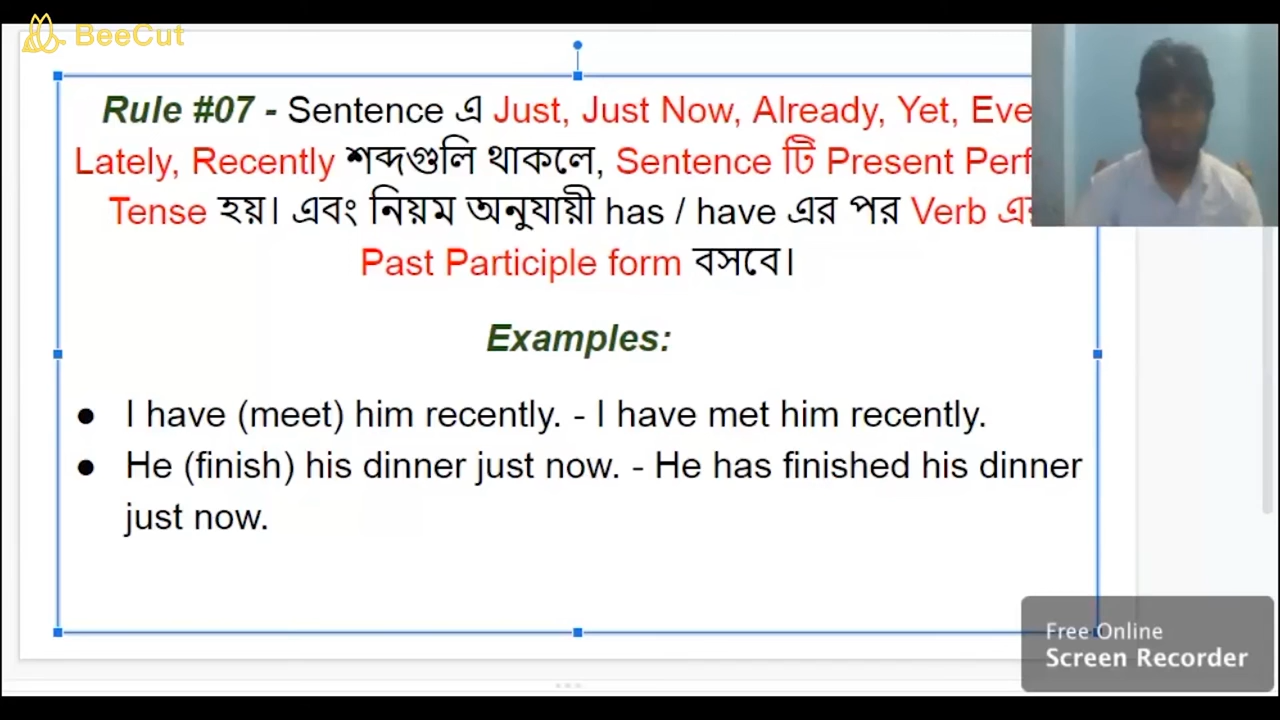 BeeCut
Rule #07 - Sentence এ Just, Just Now, Already, Yet,
Lately, Recently শব্দগুলি থাকলে, Sentence টি Present
Tense হয়। এবং নিয়ম অনুযায়ী has / have এর পর Verb
Past Participle form বসবে।
Examples:
● I have (meet) him recently. - I have met him recently.
● He (finish) his dinner just now. - He has finished his dinner
just now.
Free Online
Screen Recorder